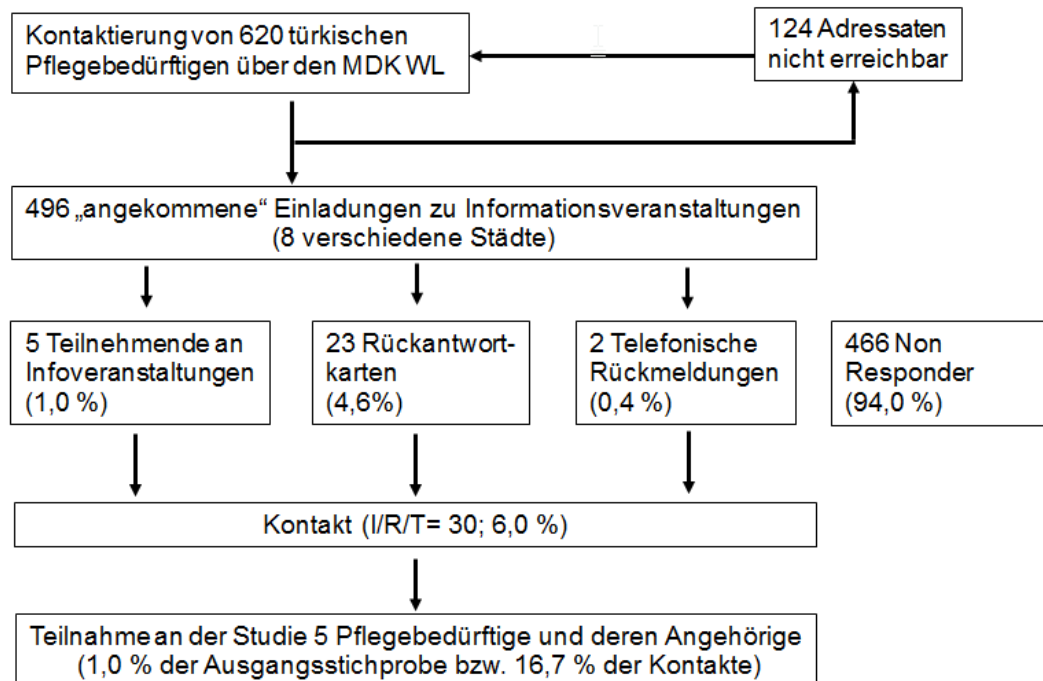 Kontaktierung von 620 türkischen
Pflegebedürftigen über den MDK WL
124 Adressaten
nicht erreichbar
496 „angekommene“ Einladungen zu Informationsveranstaltungen
(8 verschiedene Städte)
5 Teilnehmende an
Infoveranstaltungen
(1,0 %)
23 Rückantwort-
karten
(4,6%)
2 Telefonische
Rückmeldungen
(0,4 %)
466 Non
Responder
(94,0 %)
Kontakt (I/R/T= 30; 6,0 %)
Teilnahme an der Studie 5 Pflegebedürftige und deren Angehörige
(1,0 % der Ausgangsstichprobe bzw. 16,7 % der Kontakte)